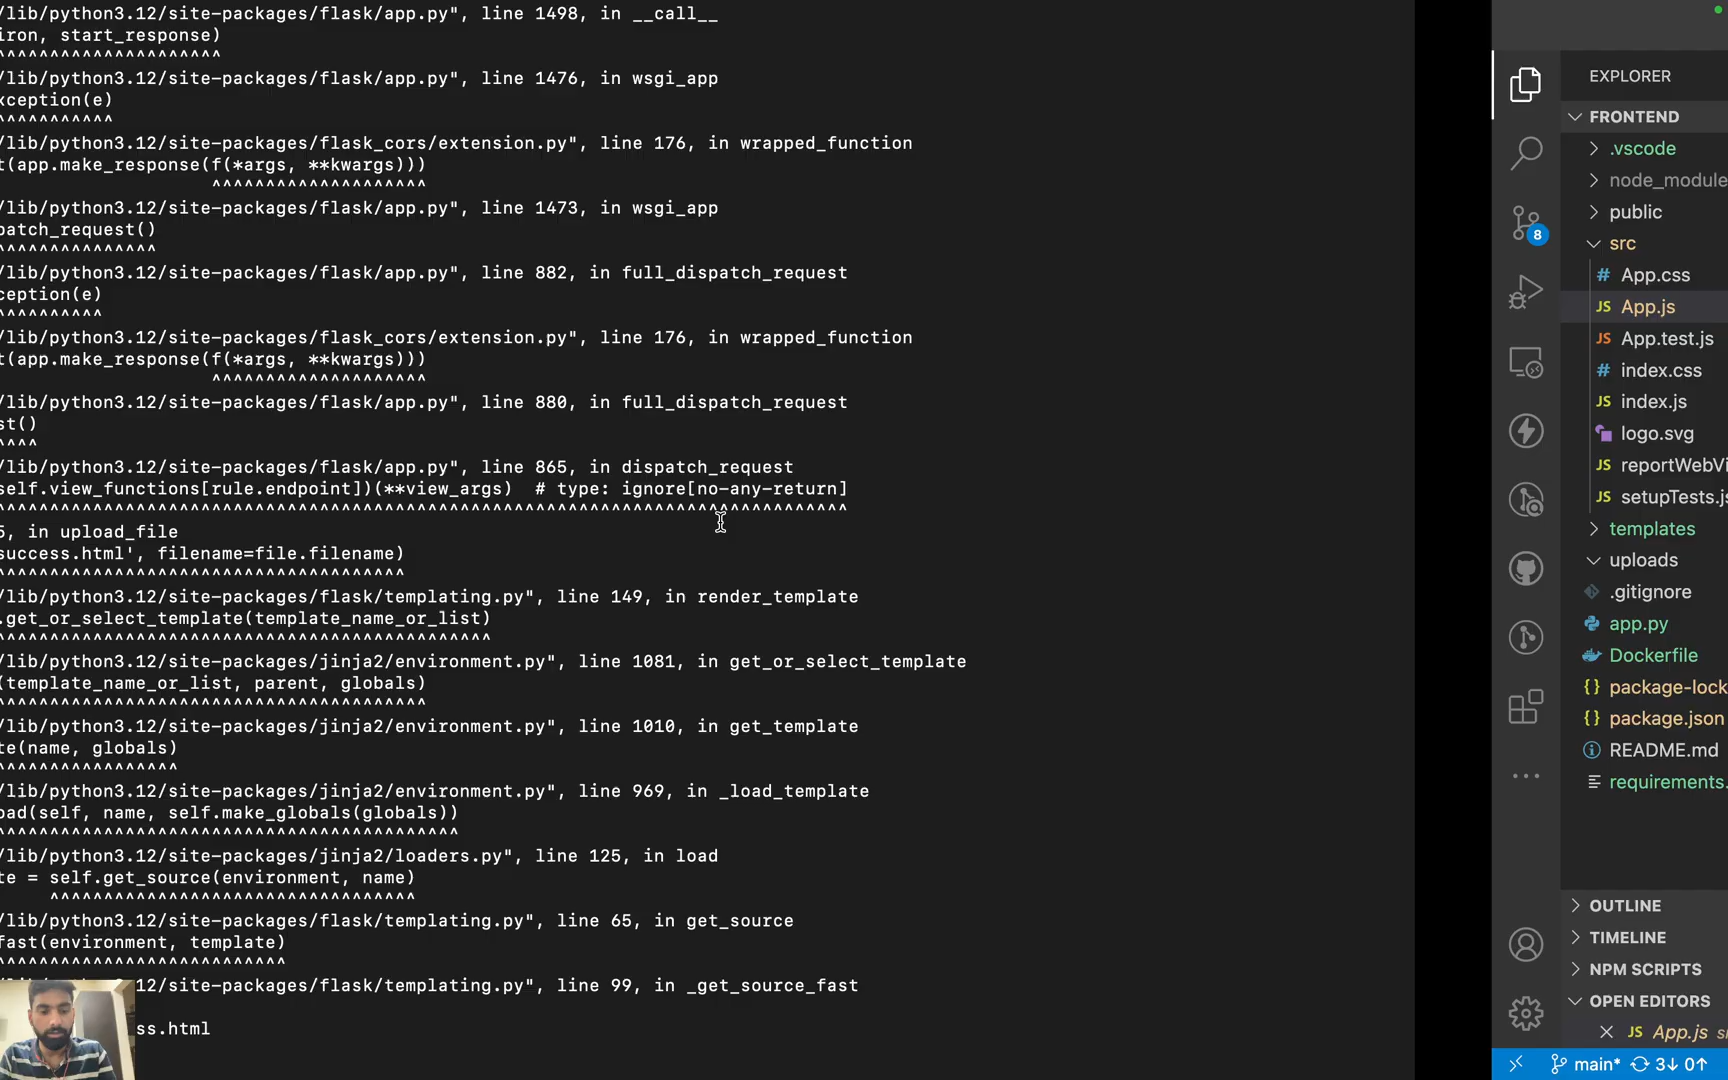 /lib/python3.12/site-packages/flask/app.py", line 1498, in __call__
iron, start_response)
^^^^^^^^^^^^^^^^^^^^^
/lib/python3.12/site-packages/flask/app.py", line 1476, in wsgi_app
xception(e)
^^^^^^^^^^^
/lib/python3.12/site-packages/flask_cors/extension.py", line 176, in wrapped_function
t(app.make_response(f(*args, **kwargs)))
^^^^^^^^^^^^^^^^^^^^
/lib/python3.12/site-packages/flask/app.py", line 1473, in wsgi_app
patch_request()
^^^^^^^^^^^^^^^
/lib/python3.12/site-packages/flask/app.py", line 882, in full_dispatch_request
ception(e)
^^^^^^^^^^
/lib/python3.12/site-packages/flask_cors/extension.py", line 176, in wrapped_function
t(app.make_response(f(*args, **kwargs)))
^^^^^^^^^^^^^^^^^^^^
/lib/python3.12/site-packages/flask/app.py", line 880, in full_dispatch_request
st()
^^^^
/lib/python3.12/site-packages/flask/app.py", line 865, in dispatch_request
self.view_functions[rule.endpoint])(**view_args)  # type: ignore[no-any-return]
^^^^^^^^^^^^^^^^^^^^^^^^^^^^^^^^^^^^^^^^^^^^^^^^^^^^^^^^^^^^^^^^^^^^^^^^^^^^^^^
5, in upload_file
success.html', filename=file.filename)
^^^^^^^^^^^^^^^^^^^^^^^^^^^^^^^^^^^^^^
/lib/python3.12/site-packages/flask/templating.py", line 149, in render_template
.get_or_select_template(template_name_or_list)
^^^^^^^^^^^^^^^^^^^^^^^^^^^^^^^^^^^^^^^^^^^^^^
/lib/python3.12/site-packages/jinja2/environment.py", line 1081, in get_or_select_template
(template_name_or_list, parent, globals)
^^^^^^^^^^^^^^^^^^^^^^^^^^^^^^^^^^^^^^^^
/lib/python3.12/site-packages/jinja2/environment.py", line 1010, in get_template
te(name, globals)
^^^^^^^^^^^^^^^^^
/lib/python3.12/site-packages/jinja2/environment.py", line 969, in _load_template
oad(self, name, self.make_globals(globals))
^^^^^^^^^^^^^^^^^^^^^^^^^^^^^^^^^^^^^^^^^^^
/lib/python3.12/site-packages/jinja2/loaders.py", line 125, in load
te = self.get_source(environment, name)
^^^^^^^^^^^^^^^^^^^^^^^^^^^^^^^^^^
/lib/python3.12/site-packages/flask/templating.py", line 65, in get_source
fast(environment, template)
^^^^^^^^^^^^^^^^^^^^^^^^^^^
3.12/site-packages/flask/templating.py", line 99, in _get_source_fast
ss.html
EXPLORER
FRONTEND
.vscode
node_module
public
src
# App.css
JS App.js
JS App.test.js
# index.css
JS index.js
logo.svg
JS reportWebVi
JS setupTests.js
templates
uploads
.gitignore
app.py
Dockerfile
{} package-lock
{} package.json
README.md
requirements.
8
OUTLINE
TIMELINE
NPM SCRIPTS
OPEN EDITORS
JS App.js
main* 3↓ 0↑